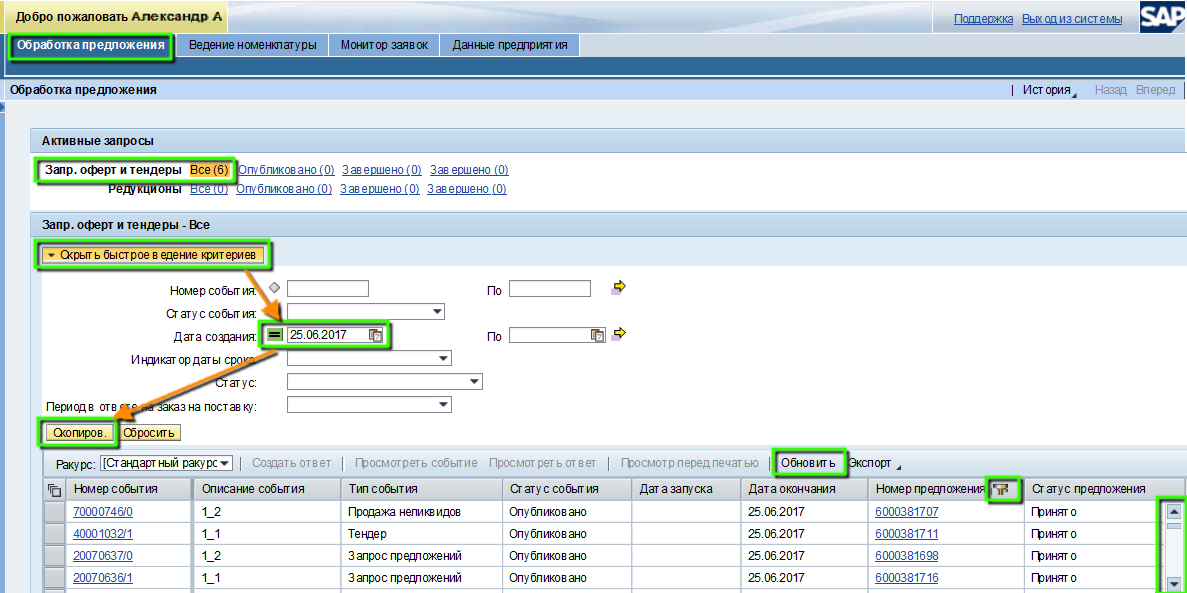 Добро пожаловать Александр А
Поддержка Выход из системы SAP
Обработка предложения Ведение номенклатуры Монитор заявок Данные предприятия
Обработка предложения | История Назад Вперед
Активные запросы
Запр. оферт и тендеры Все (6) Опубликовано (0) Завершено (0) Завершено (0)
Редукционы Все (0) Опубликовано (0) Завершено (0) Завершено (0)
Запр. оферт и тендеры - Все
Скрыть быстрое введение критериев
Номер события: По
Статус события:
Дата создания: 25.06.2017 По
Индикатор даты срока:
Статус:
Период в ответе на заказ на поставку:
Скопиров. Сбросить
Ракурс: [Стандартный ракурс Создать ответ Просмотреть событие Просмотреть ответ Просмотр перед печатью Обновить Экспорт
Номер события Описание события Тип события Статус события Дата запуска Дата окончания Номер предложения Статус предложения
70000746/0 1_2 Продажа неликвидов Опубликовано 25.06.2017 6000381707 Принято
40001032/1 1_1 Тендер Опубликовано 25.06.2017 6000381711 Принято
20070637/0 1_2 Запрос предложений Опубликовано 25.06.2017 6000381698 Принято
20070636/1 1_1 Запрос предложений Опубликовано 25.06.2017 6000381716 Принято